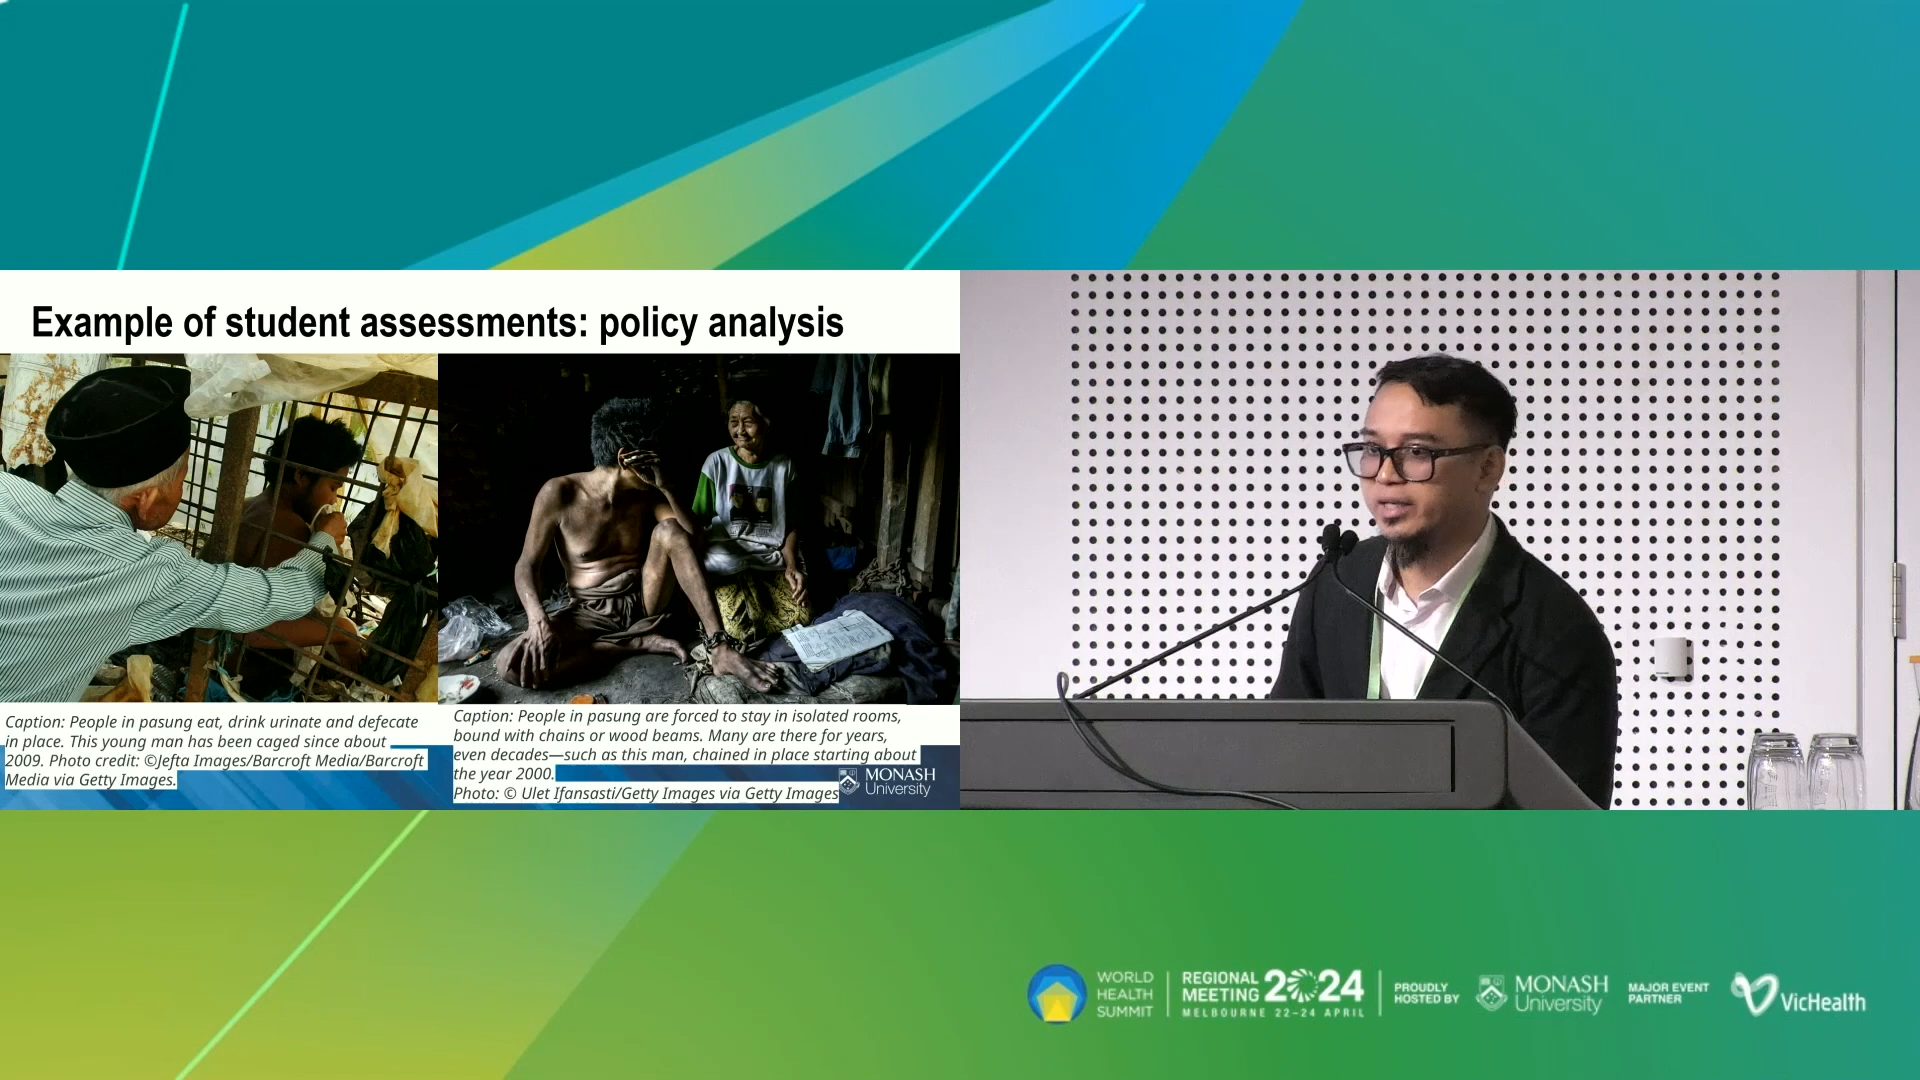 Example of student assessments: policy analysis
Caption: People in pasung eat, drink urinate and defecate
in place. This young man has been caged since about
2009. Photo credit: ©Jefta Images/Barcroft Media/Barcroft
Media via Getty Images.
Caption: People in pasung are forced to stay in isolated rooms,
bound with chains or wood beams. Many are there for years,
even decades—such as this man, chained in place starting about
the year 2000.
Photo: © Ulet Ifansasti/Getty Images via Getty Images
MONASH
University
WORLD
HEALTH
SUMMIT
REGIONAL
MEETING 2024
MELBOURNE 22–24 APRIL
PROUDLY
HOSTED BY
MONASH
University
MAJOR EVENT
PARTNER
VicHealth